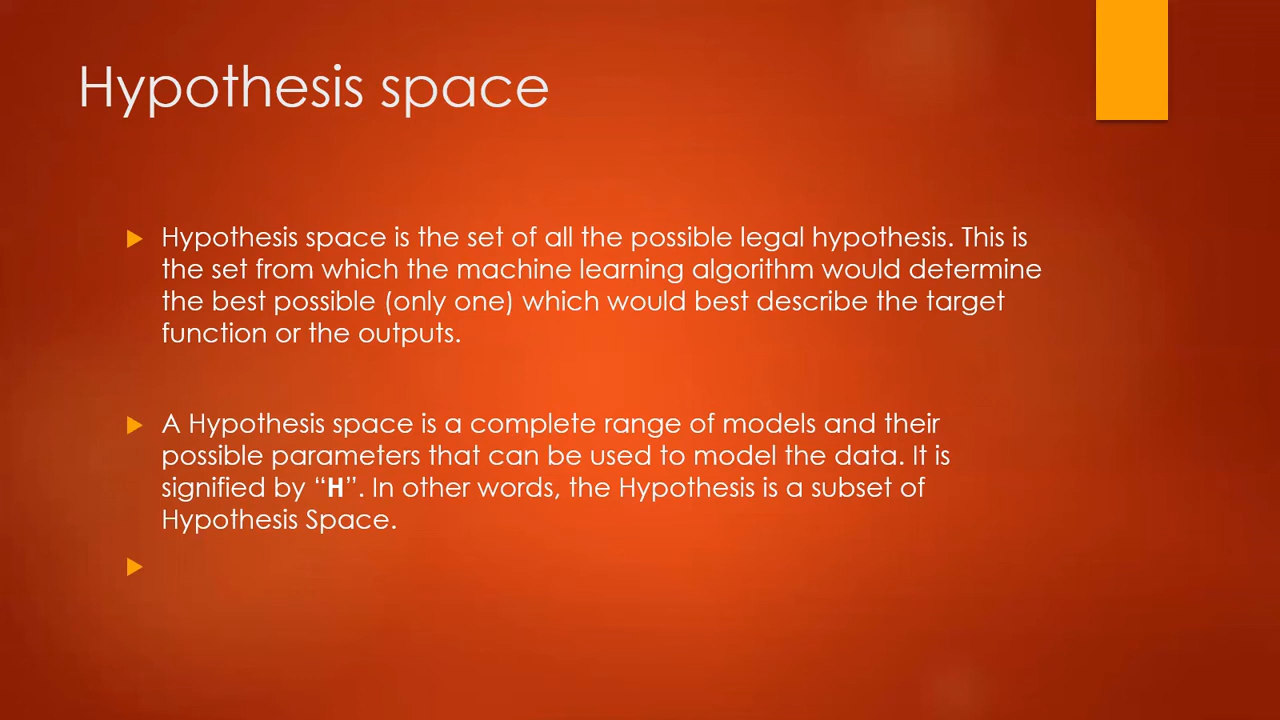 Hypothesis space
Hypothesis space is the set of all the possible legal hypothesis. This is
the set from which the machine learning algorithm would determine
the best possible (only one) which would best describe the target
function or the outputs.
A Hypothesis space is a complete range of models and their
possible parameters that can be used to model the data. It is
signified by “H”. In other words, the Hypothesis is a subset of
Hypothesis Space.